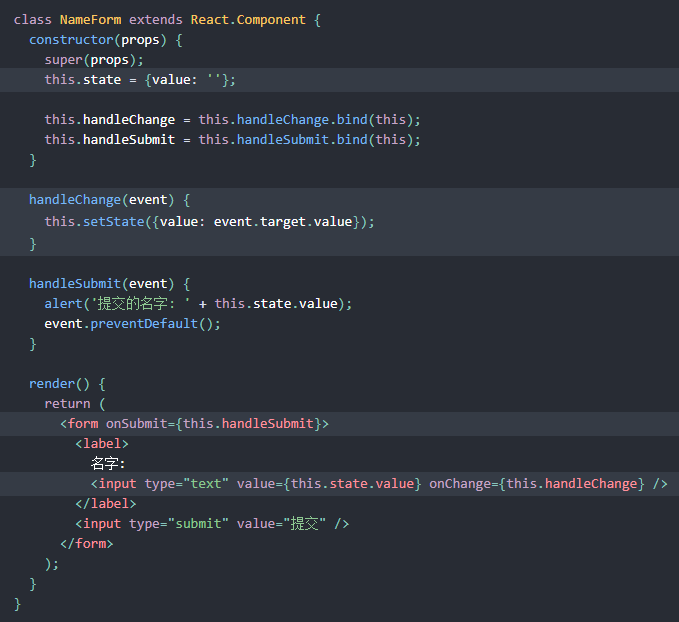 class NameForm extends React.Component {
  constructor(props) {
    super(props);
    this.state = {value: ''};

    this.handleChange = this.handleChange.bind(this);
    this.handleSubmit = this.handleSubmit.bind(this);
  }

  handleChange(event) {
    this.setState({value: event.target.value});
  }

  handleSubmit(event) {
    alert('提交的名字: ' + this.state.value);
    event.preventDefault();
  }

  render() {
    return (
      <form onSubmit={this.handleSubmit}>
        <label>
          名字:
          <input type="text" value={this.state.value} onChange={this.handleChange} />
        </label>
        <input type="submit" value="提交" />
      </form>
    );
  }
}